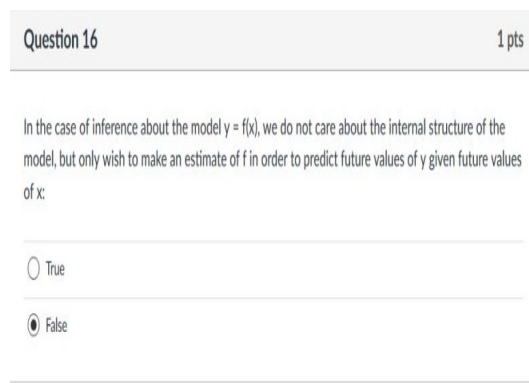 Question 16 1 pts
In the case of inference about the model y = f(x), we do not care about the internal structure of the
model, but only wish to make an estimate of f in order to predict future values of y given future values
of x:
True
False